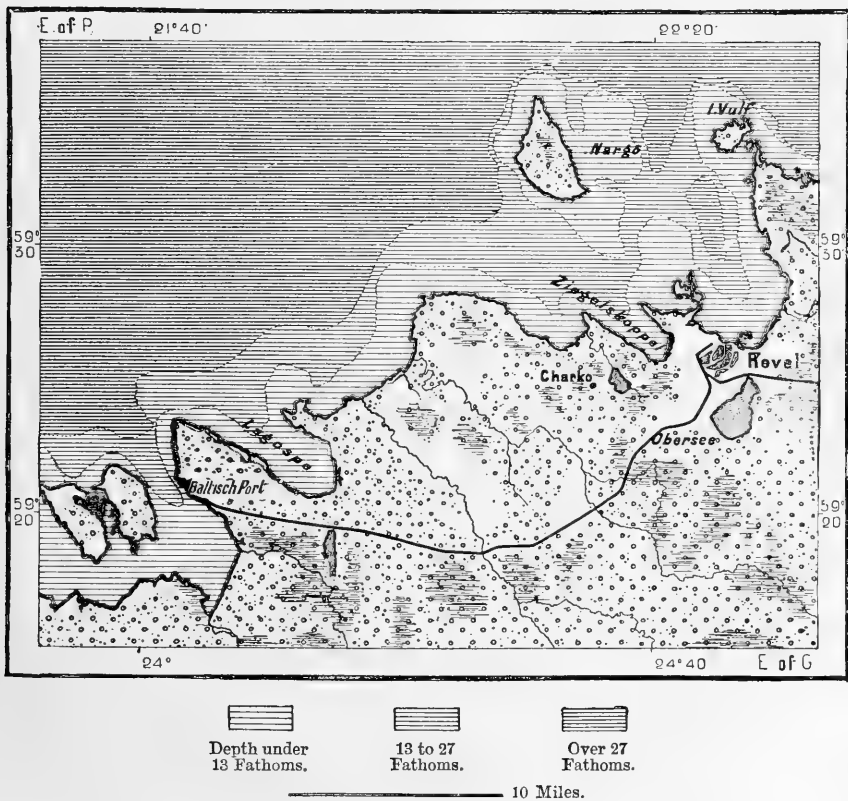 E. of P. 21°40' 22°20'
I. Vulf
Nargö
59° 30' 59° 30'
Ziegelskoppel
Revel
Charko
Lagospe
Obersee
Baltisch Port
59° 20' 59° 20'
24° 24°40' E. of G.
Depth under 13 Fathoms.
13 to 27 Fathoms.
Over 27 Fathoms.
10 Miles.